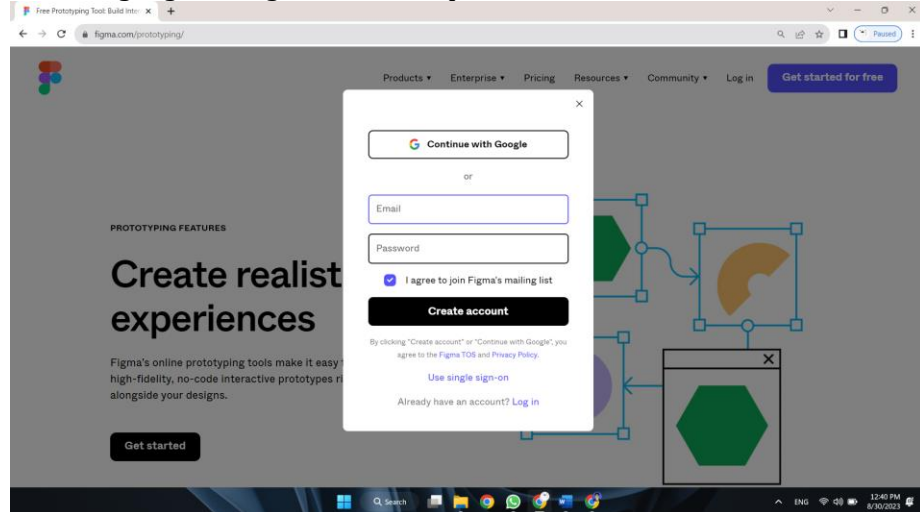 Free Prototyping Tool: Build Inter
figma.com/prototyping/
Paused
Products
Enterprise
Pricing
Resources
Community
Log in
Get started for free
Continue with Google
or
Email
Password
I agree to join Figma's mailing list
Create account
By clicking "Create account" or "Continue with Google", you
agree to the Figma TOS and Privacy Policy.
Use single sign-on
Already have an account? Log in
PROTOTYPING FEATURES
Create realist
experiences
Figma's online prototyping tools make it easy
high-fidelity, no-code interactive prototypes ri
alongside your designs.
Get started
Search
ENG
12:40 PM
8/30/2023